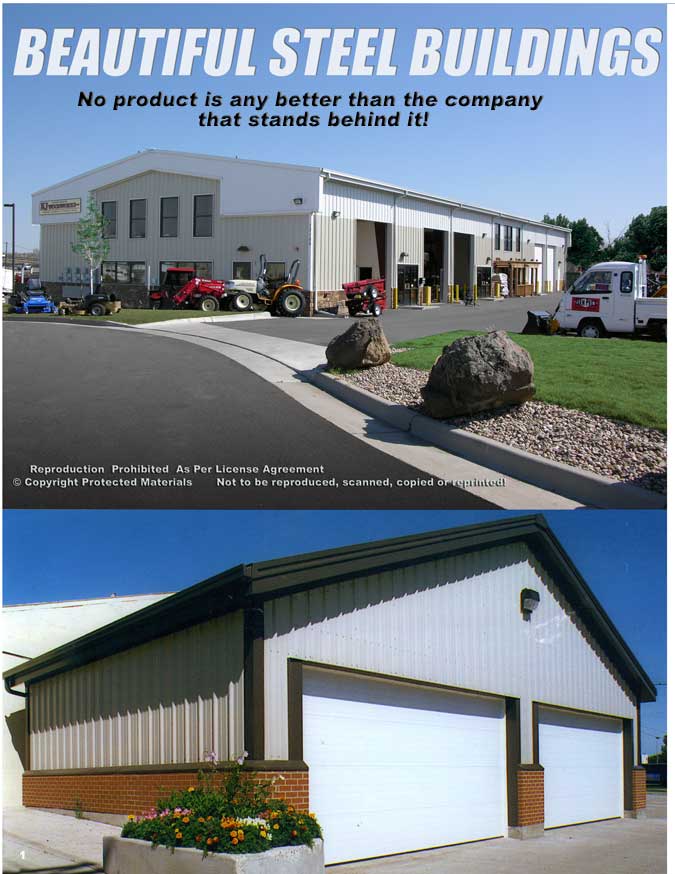 BEAUTIFUL STEEL BUILDINGS
No product is any better than the company
that stands behind it!
Reproduction Prohibited As Per License Agreement
© Copyright Protected Materials Not to be reproduced, scanned, copied or reprinted!
1